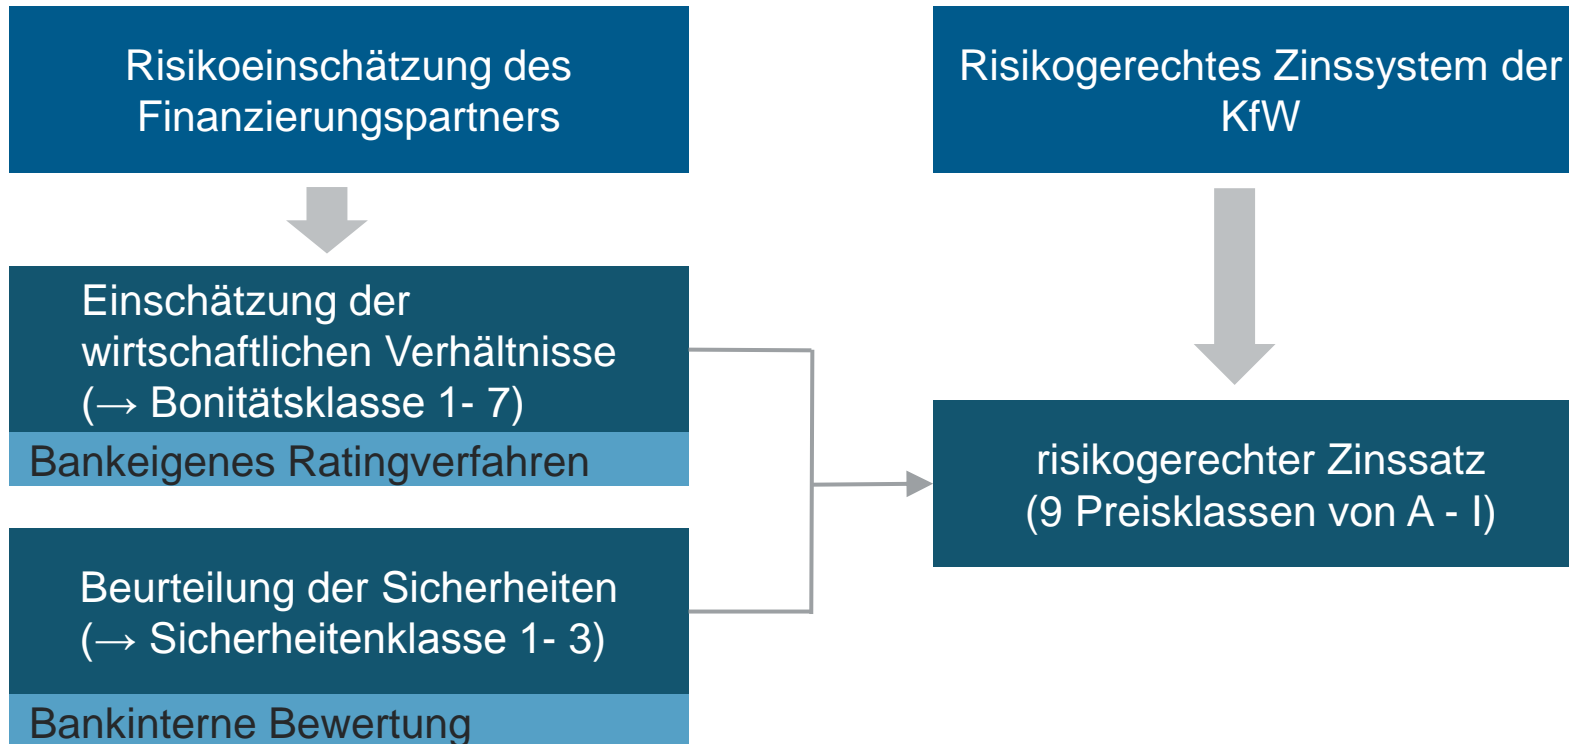 Risikoeinschätzung des
Finanzierungspartners
Risikogerechtes Zinssystem der
KfW
Einschätzung der
wirtschaftlichen Verhältnisse
(→ Bonitätsklasse 1- 7)
Bankeigenes Ratingverfahren
Beurteilung der Sicherheiten
(→ Sicherheitenklasse 1- 3)
Bankinterne Bewertung
risikogerechter Zinssatz
(9 Preisklassen von A - I)